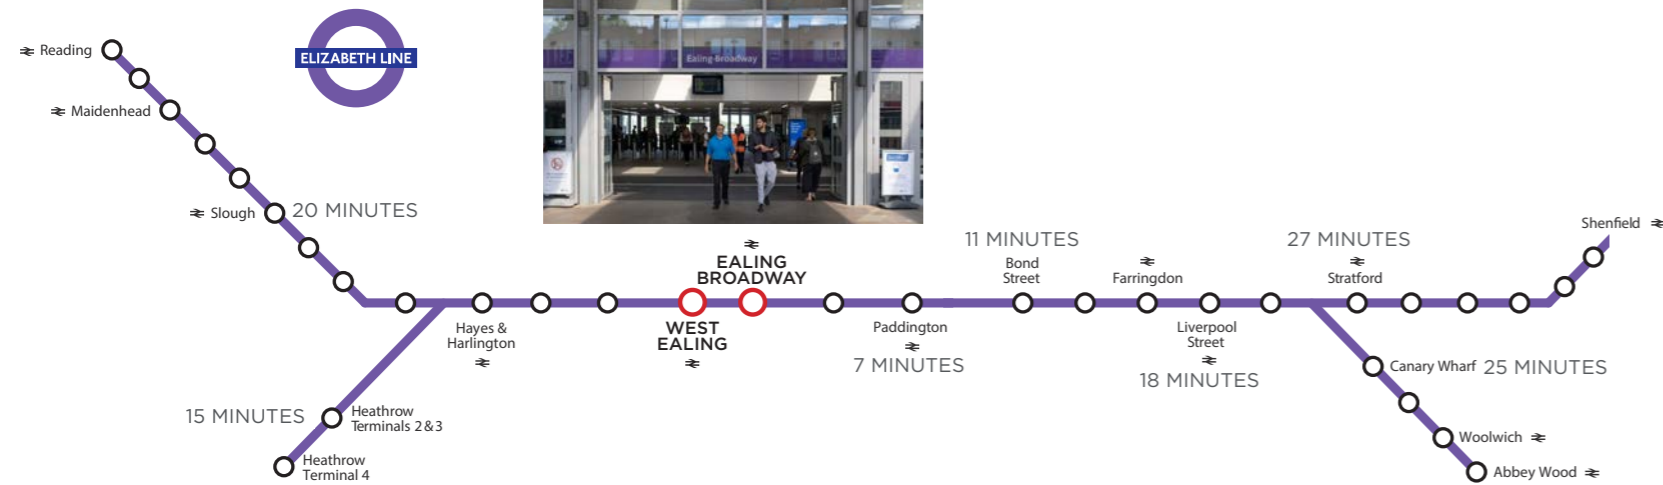 ELIZABETH LINE
Ealing Broadway
Reading
Maidenhead
Slough
20 MINUTES
15 MINUTES
Heathrow
Terminals 2&3
Heathrow
Terminal 4
Hayes &
Harlington
EALING
BROADWAY
WEST
EALING
Paddington
7 MINUTES
11 MINUTES
Bond
Street
Farringdon
Liverpool
Street
18 MINUTES
27 MINUTES
Stratford
Shenfield
Canary Wharf
25 MINUTES
Woolwich
Abbey Wood